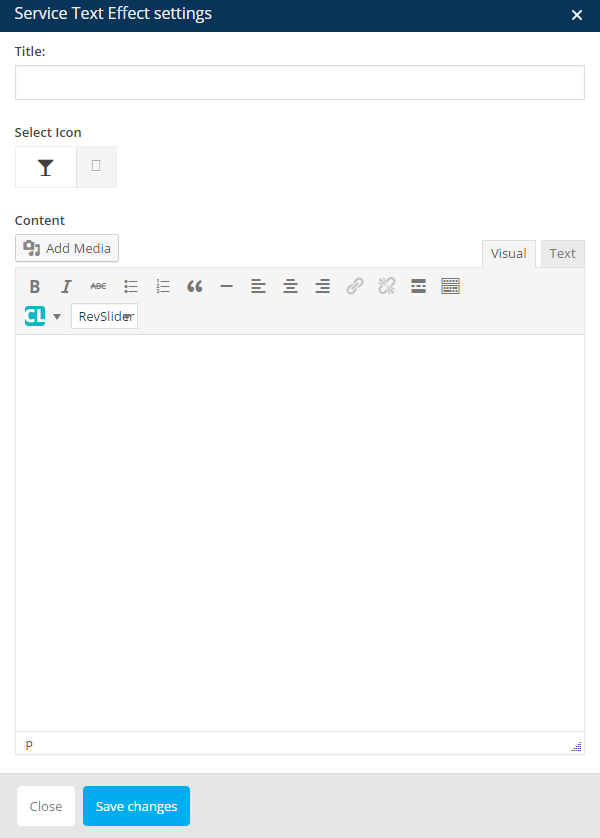 Service Text Effect settings
Title:
Select Icon
Content
Add Media
Visual Text
B I ABC
CL RevSlider
p
Close Save changes